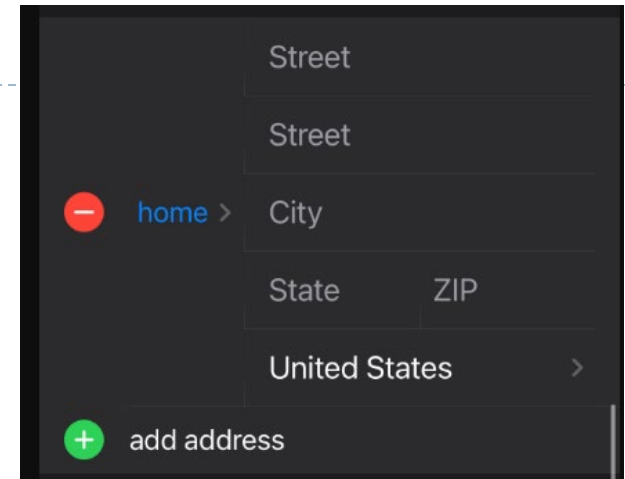 Street
Street
home
City
State ZIP
United States
add address